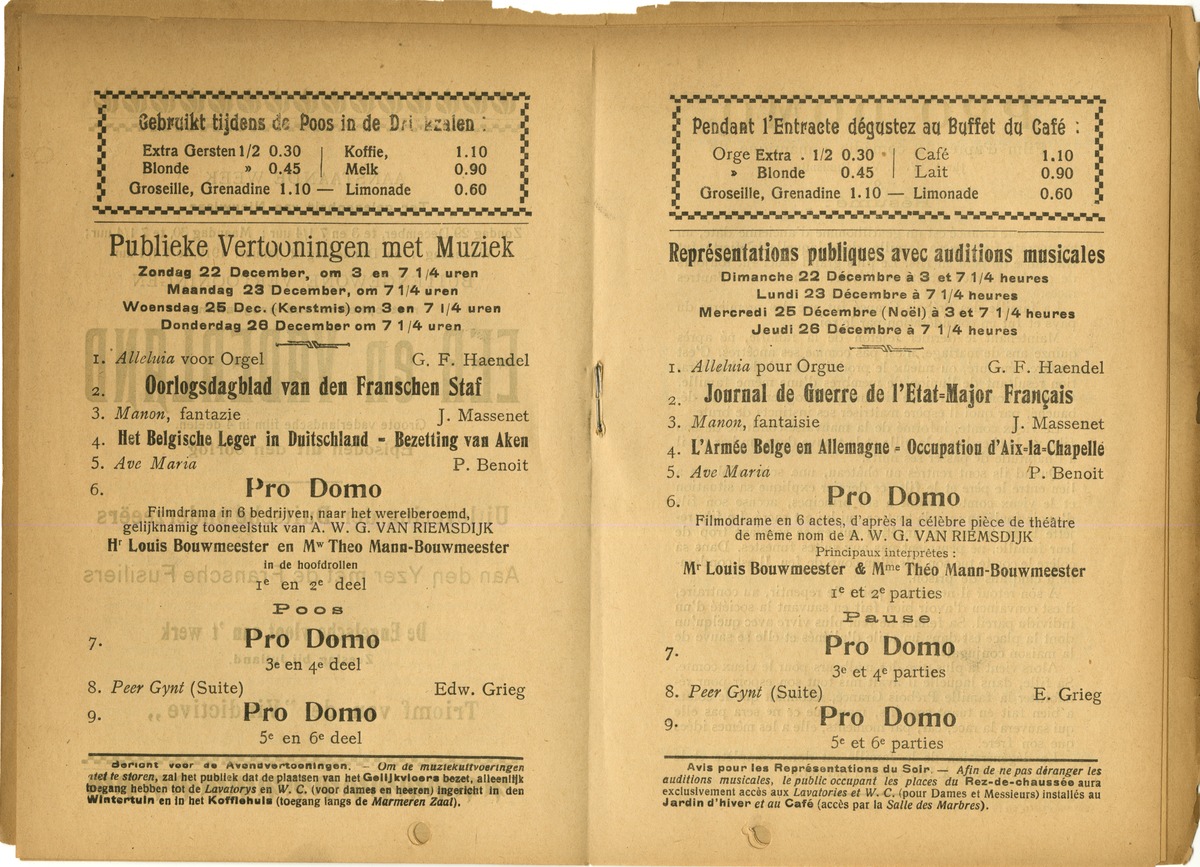 Gebruikt tijdens de Poos in de Dri kzalen :
Extra Gersten 1/2 0.30 | Koffie, 1.10
Blonde » 0.45 | Melk 0.90
Groseille, Grenadine 1.10 — Limonade 0.60
Publieke Vertooningen met Muziek
Zondag 22 December, om 3 en 7 1/4 uren
Maandag 23 December, om 7 1/4 uren
Woensdag 25 Dec. (Kerstmis) om 3 en 7 1/4 uren
Donderdag 26 December om 7 1/4 uren
1. Alleluia voor Orgel G. F. Haendel
2. Oorlogsdagblad van den Franschen Staf
3. Manon, fantazie J. Massenet
4. Het Belgische Leger in Duitschland - Bezetting van Aken
5. Ave Maria P. Benoit
6. Pro Domo
Filmdrama in 6 bedrijven, naar het werelberoemd,
gelijknamig tooneelstuk van A. W. G. VAN RIEMSDIJK
Hr Louis Bouwmeester en Mw Theo Mann-Bouwmeester
in de hoofdrollen
1e en 2e deel
Poos
7. Pro Domo
3e en 4e deel
8. Peer Gynt (Suite) Edw. Grieg
9. Pro Domo
5e en 6e deel
Bericht voor de Avondvertooningen. — Om de muziekuitvoeringen
niet te storen, zal het publiek dat de plaatsen van het Gelijkvloers bezet, alleenlijk
toegang hebben tot de Lavatorys en W. C. (voor dames en heeren) ingericht in den
Wintertuin en in het Koffiehuis (toegang langs de Marmeren Zaal).
Pendant l'Entracte dégustez au Buffet du Café :
Orge Extra . 1/2 0.30 | Café 1.10
» Blonde 0.45 | Lait 0.90
Groseille, Grenadine 1.10 — Limonade 0.60
Représentations publiques avec auditions musicales
Dimanche 22 Décembre à 3 et 7 1/4 heures
Lundi 23 Décembre à 7 1/4 heures
Mercredi 25 Décembre (Noël) à 3 et 7 1/4 heures
Jeudi 26 Décembre à 7 1/4 heures
1. Alleluia pour Orgue G. F. Haendel
2. Journal de Guerre de l'Etat=Major Français
3. Manon, fantaisie J. Massenet
4. L'Armée Belge en Allemagne = Occupation d'Aix=la=Chapelle
5. Ave Maria P. Benoit
6. Pro Domo
Filmodrame en 6 actes, d'après la célèbre pièce de théâtre
de même nom de A. W. G. VAN RIEMSDIJK
Principaux interprêtes :
Mr Louis Bouwmeester & Mme Théo Mann-Bouwmeester
1e et 2e parties
Pause
7. Pro Domo
3e et 4e parties
8. Peer Gynt (Suite) E. Grieg
9. Pro Domo
5e et 6e parties
Avis pour les Représentations du Soir. — Afin de ne pas déranger les
auditions musicales, le public occupant les places du Rez-de-chaussée aura
exclusivement accès aux Lavatories et W. C. (pour Dames et Messieurs) installés au
Jardin d'hiver et au Café (accès par la Salle des Marbres).